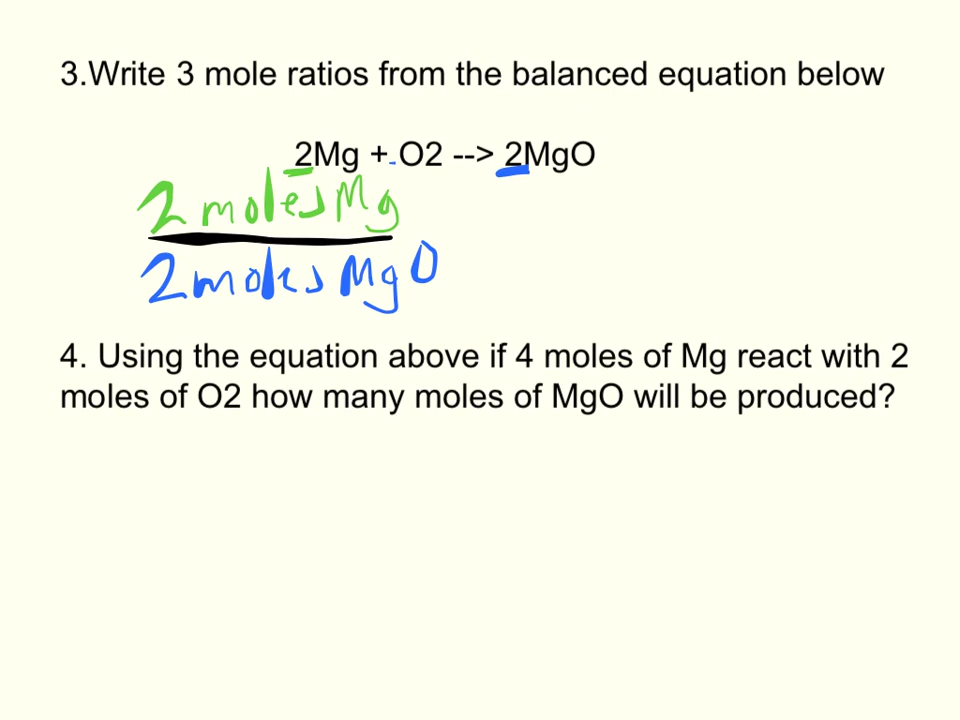 3.Write 3 mole ratios from the balanced equation below
2Mg + O2 --> 2MgO
2 moles Mg
2 moles MgO
4. Using the equation above if 4 moles of Mg react with 2
moles of O2 how many moles of MgO will be produced?